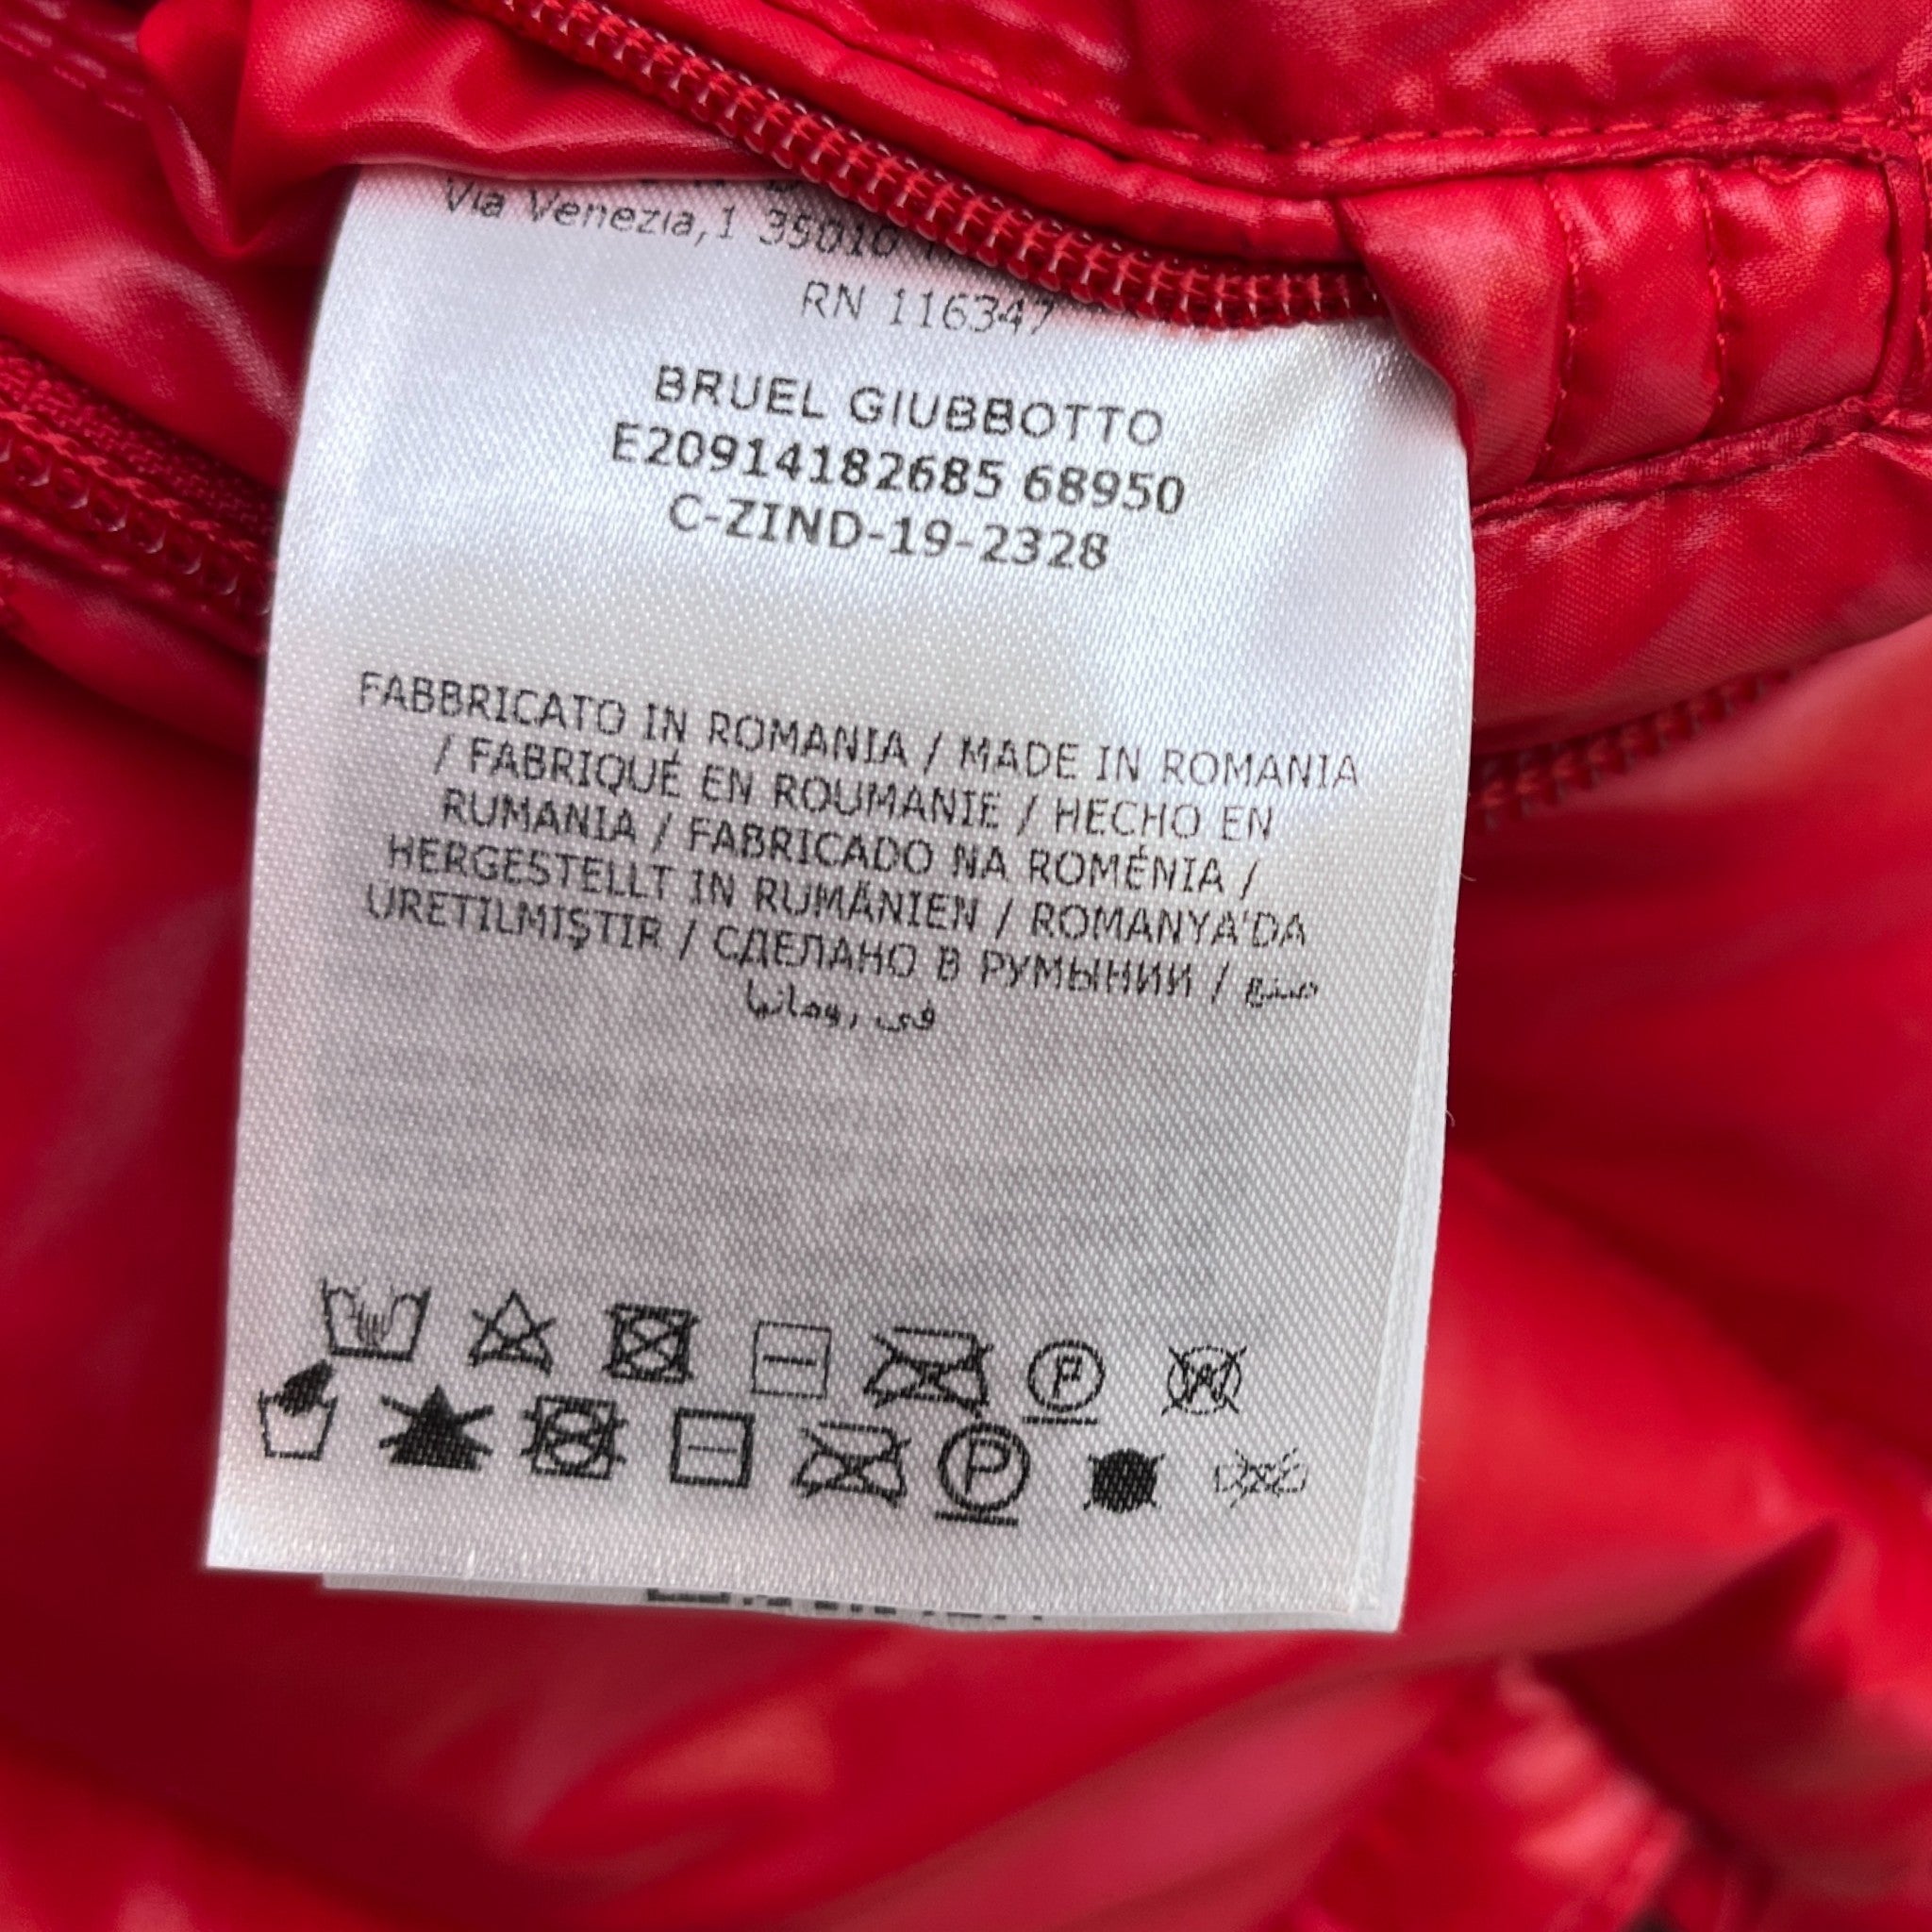 Via Venezia,1 35010
RN 116347
BRUEL GIUBBOTTO
E20914182685 68950
C-ZIND-19-2328
FABBRICATO IN ROMANIA / MADE IN ROMANIA
/ FABRIQUÉ EN ROUMANIE / HECHO EN
RUMANIA / FABRICADO NA ROMÉNIA /
HERGESTELLT IN RUMÄNIEN / ROMANYA'DA
URETILMIŞTIR / СДЕЛАНО В РУМЫНИИ / صنع
في رومانيا
P W
P